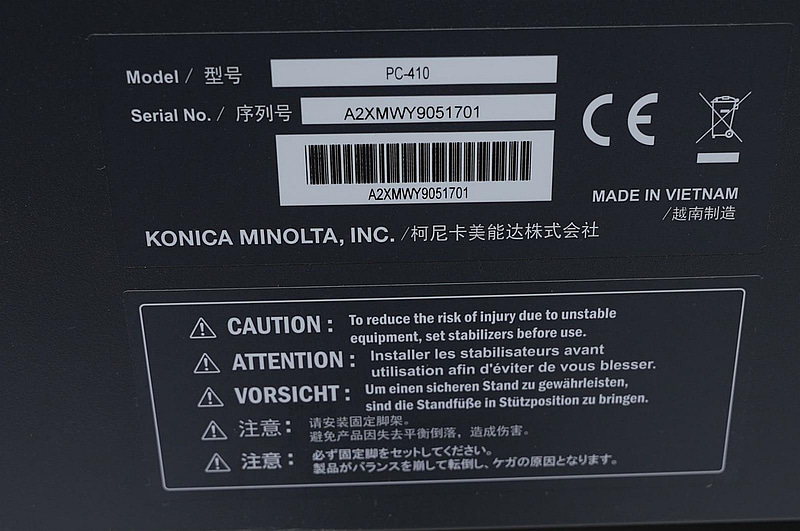 Model / 型号 PC-410
Serial No. / 序列号 A2XMWY9051701
A2XMWY9051701
CE
MADE IN VIETNAM
/越南制造
KONICA MINOLTA, INC. /柯尼卡美能达株式会社
CAUTION : To reduce the risk of injury due to unstable
equipment, set stabilizers before use.
ATTENTION : Installer les stabilisateurs avant
utilisation afin d'éviter de vous blesser.
VORSICHT : Um einen sicheren Stand zu gewährleisten,
sind die Standfüße in Stützposition zu bringen.
注意： 请安装固定脚架。
避免产品因失去平衡倒落，造成伤害。
注意： 必ず固定脚をセットしてください。
製品がバランスを崩して転倒し、ケガの原因となります。